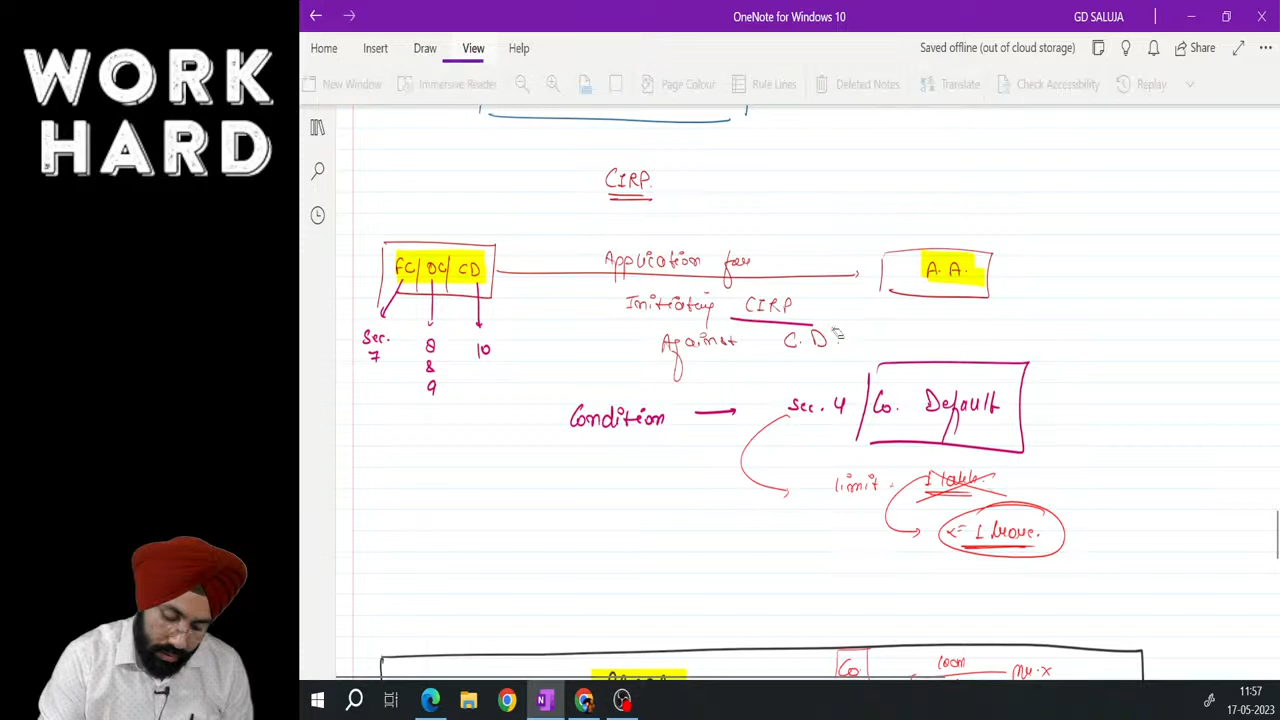 WORK
HARD
OneNote for Windows 10
GD SALUJA
Home Insert Draw View Help
Saved offline (out of cloud storage)
Share
New Window
Immersive Reader
Page Colour
Rule Lines
Deleted Notes
Translate
Check Accessibility
Replay
CIRP.
FC/ OC/ CD
Application for
A. A.
Initiating CIRP
Against C. D
Sec.
7
8
&
9
10
Condition
Sec. 4
Co. Default
limit.
1 lakh.
1 crore.
Co
loan
Mr. X
11:57
17-05-2023